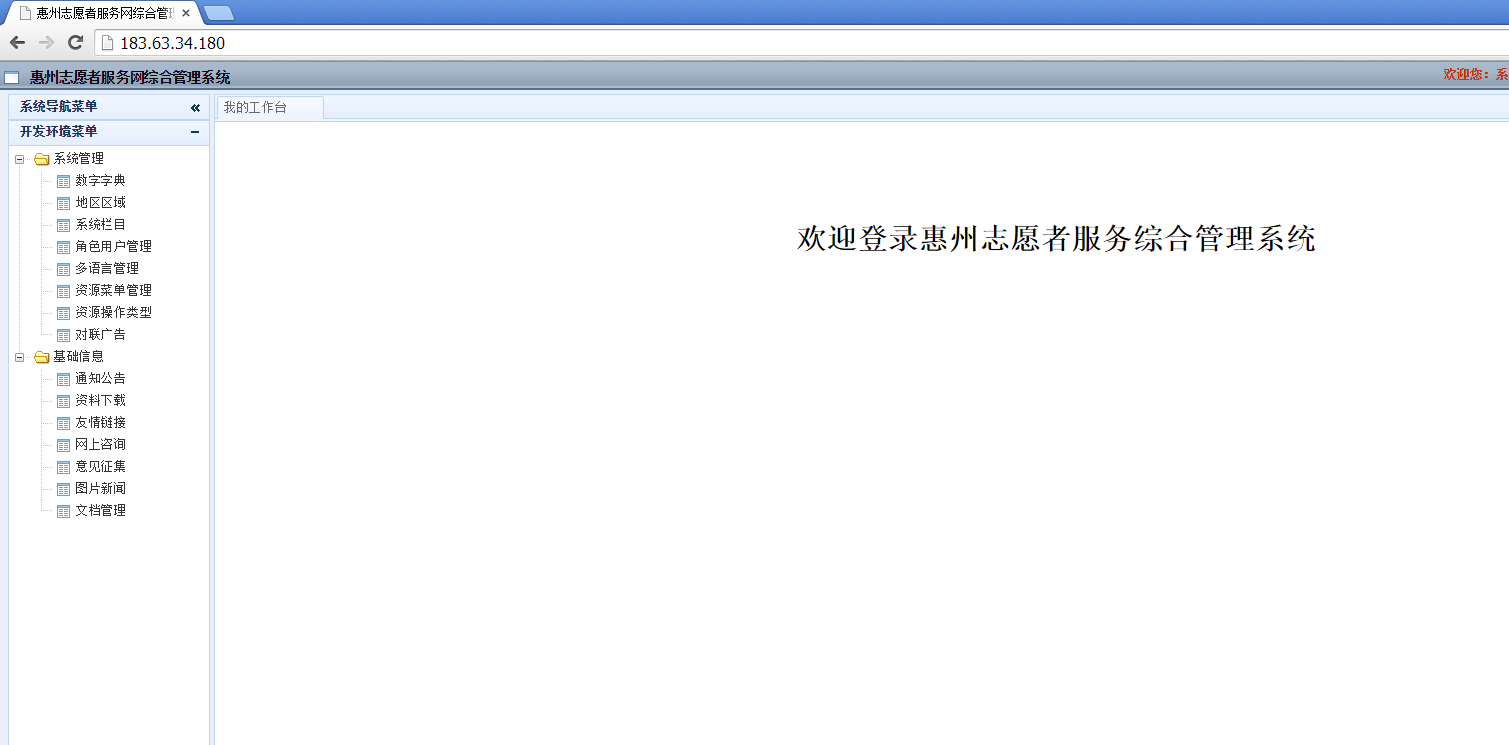 惠州志愿者服务网综合管理
183.63.34.180
惠州志愿者服务网综合管理系统
欢迎您：系
系统导航菜单
我的工作台
开发环境菜单
系统管理
数字字典
地区区域
系统栏目
角色用户管理
多语言管理
资源菜单管理
资源操作类型
对联广告
基础信息
通知公告
资料下载
友情链接
网上咨询
意见征集
图片新闻
文档管理
欢迎登录惠州志愿者服务综合管理系统